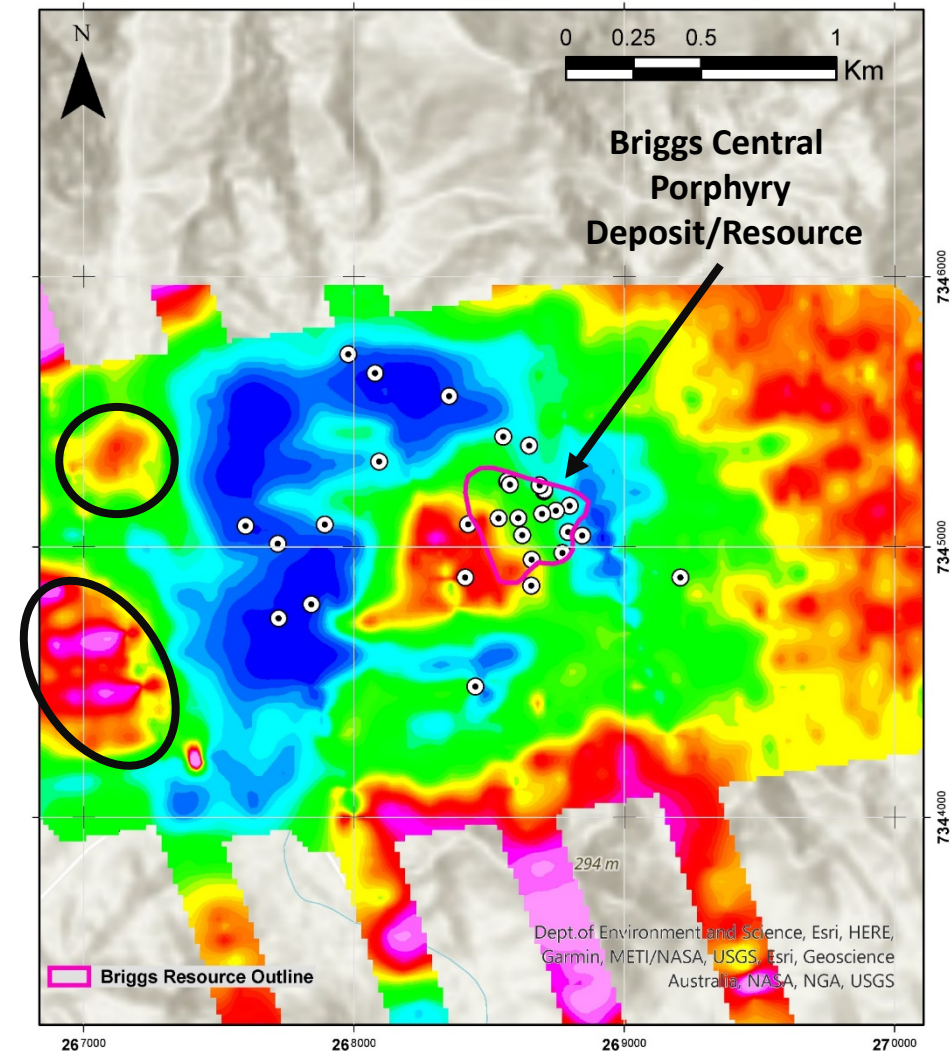 N
0 0.25 0.5 1
Km
Briggs Central
Porphyry
Deposit/Resource
7346000
7345000
7344000
294 m
Dept.of Environment and Science, Esri, HERE,
Garmin, METI/NASA, USGS, Esri, Geoscience
Australia, NASA, NGA, USGS
Briggs Resource Outline
267000 268000 269000 270000